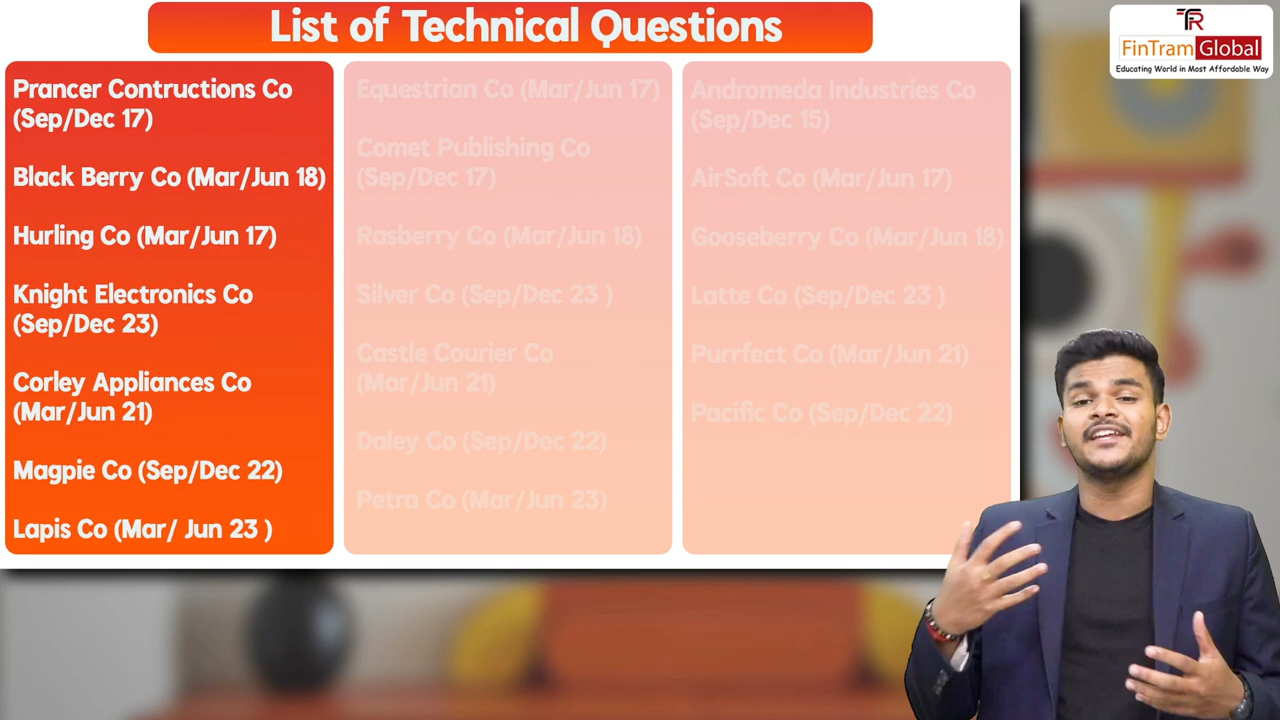 List of Technical Questions
Prancer Contructions Co
(Sep/Dec 17)
Black Berry Co (Mar/Jun 18)
Hurling Co (Mar/Jun 17)
Knight Electronics Co
(Sep/Dec 23)
Corley Appliances Co
(Mar/Jun 21)
Magpie Co (Sep/Dec 22)
Lapis Co (Mar/ Jun 23 )
Equestrian Co (Mar/Jun 17)
Comet Publishing Co
(Sep/Dec 17)
Rasberry Co (Mar/Jun 18)
Silver Co (Sep/Dec 23 )
Castle Courier Co
(Mar/Jun 21)
Daley Co (Sep/Dec 22)
Petra Co (Mar/Jun 23)
Andromeda Industries Co
(Sep/Dec 15)
AirSoft Co (Mar/Jun 17)
Gooseberry Co (Mar/Jun 18)
Latte Co (Sep/Dec 23 )
Purrfect Co (Mar/Jun 21)
Pacific Co (Sep/Dec 22)
FinTram Global
Educating World in Most Affordable Way